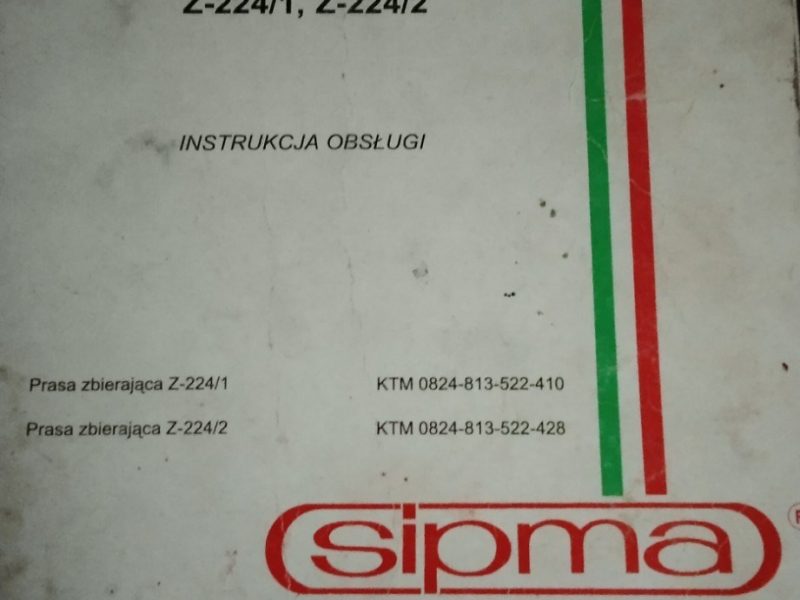 Z-224/1, Z-224/2
INSTRUKCJA OBSŁUGI
Prasa zbierająca Z-224/1 KTM 0824-813-522-410
Prasa zbierająca Z-224/2 KTM 0824-813-522-428
sipma